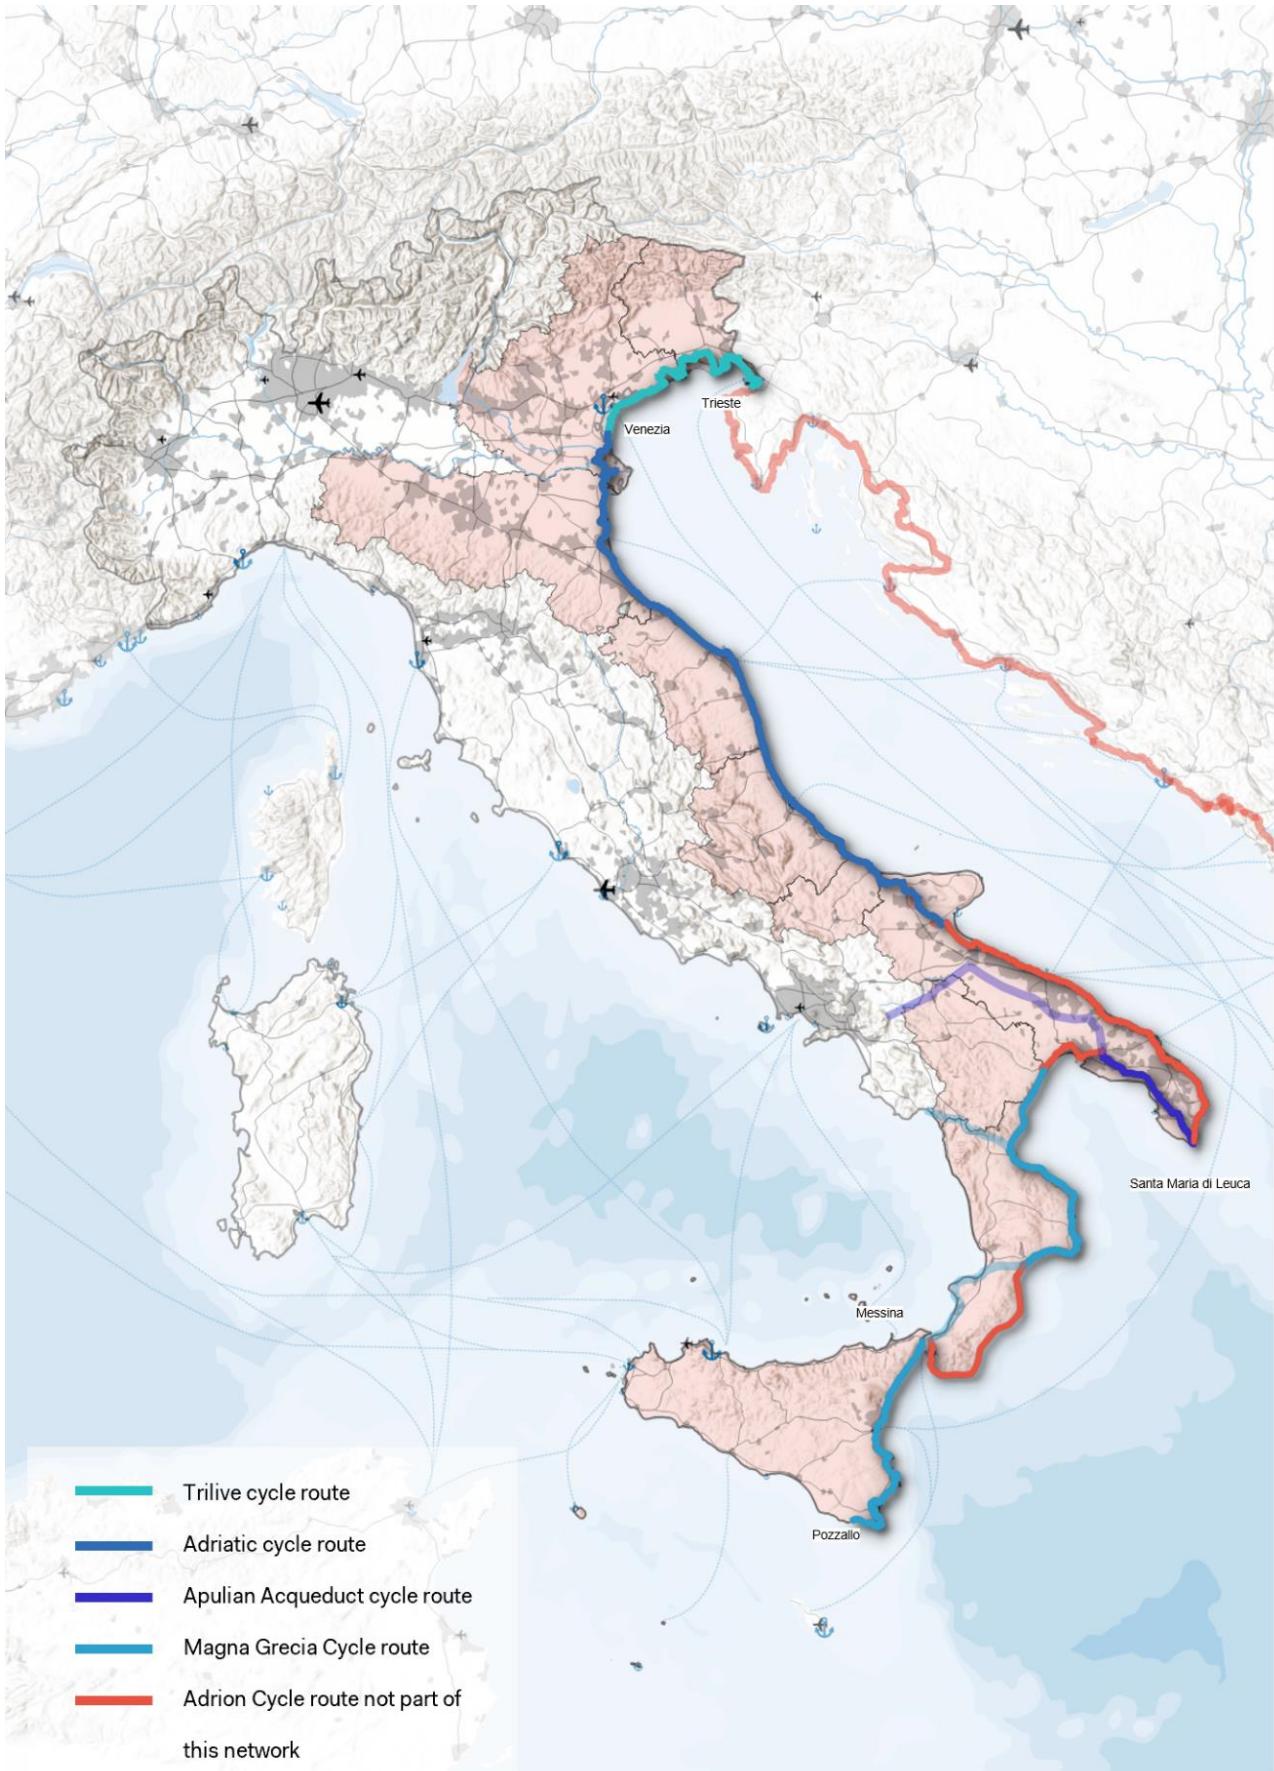 Trieste
Venezia
Santa Maria di Leuca
Messina
Pozzallo
Trilive cycle route
Adriatic cycle route
Apulian Acqueduct cycle route
Magna Grecia Cycle route
Adrion Cycle route not part of
this network